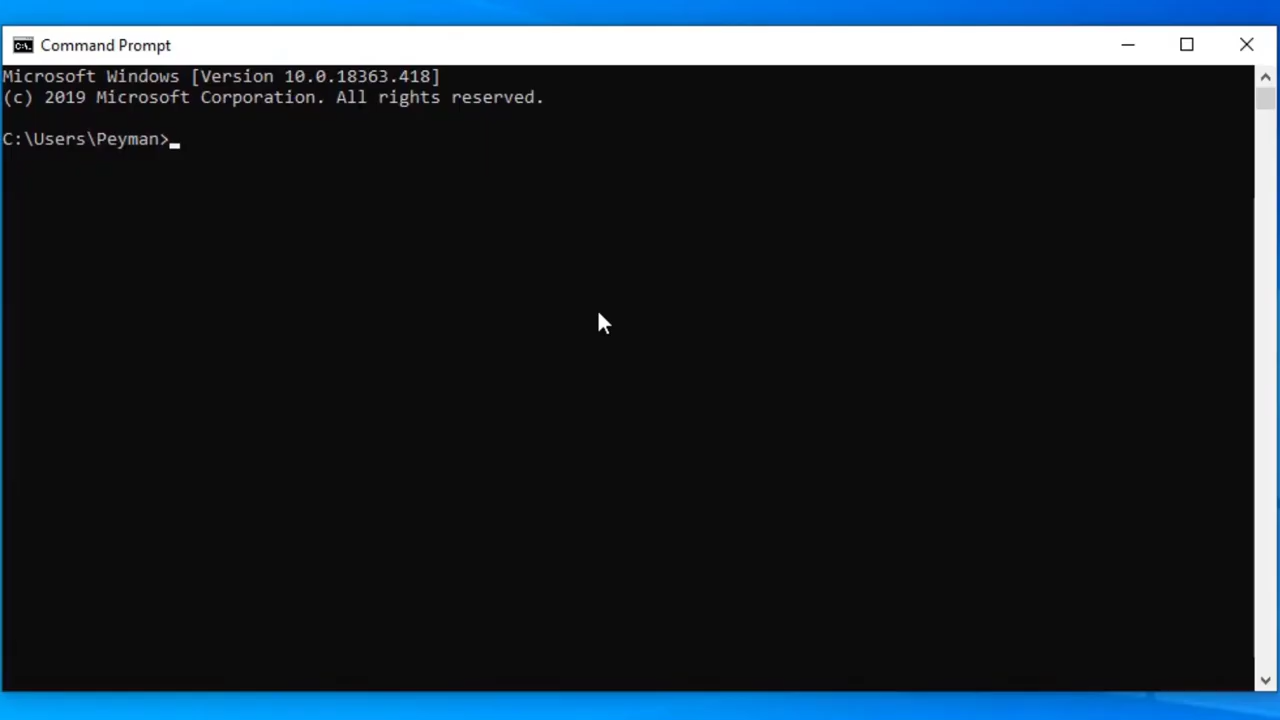 Command Prompt
Microsoft Windows [Version 10.0.18363.418]
(c) 2019 Microsoft Corporation. All rights reserved.
C:\Users\Peyman>